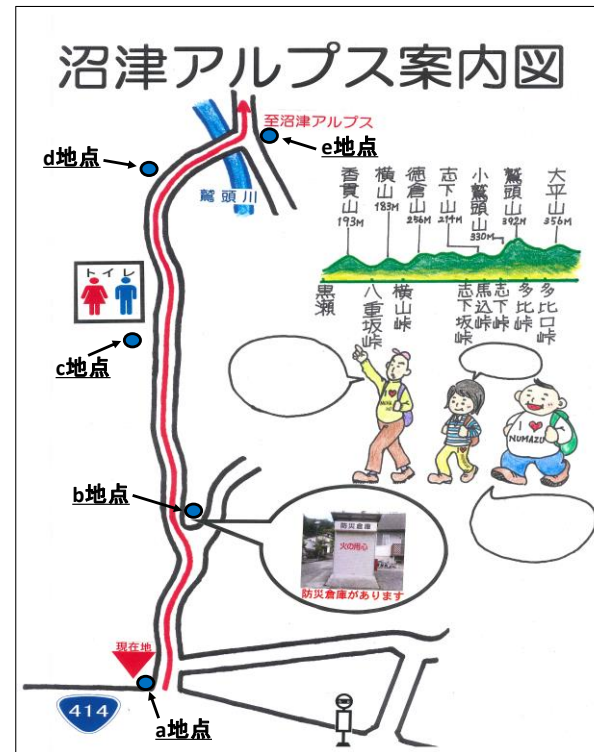 沼津アルプス案内図
至沼津アルプス
e地点
d地点
鷲頭川
香貫山
193M
横山
183M
徳倉山
256M
志下山
214M
小鷲頭山
330M
鷲頭山
392M
大平山
356M
黒瀬
八重坂峠
横山峠
志下坂峠
馬込峠
志下峠
多比峠
多比口峠
トイレ
c地点
I ❤
NUMAZU
b地点
防災倉庫
火の用心
防災倉庫があります
現在地
a地点
414